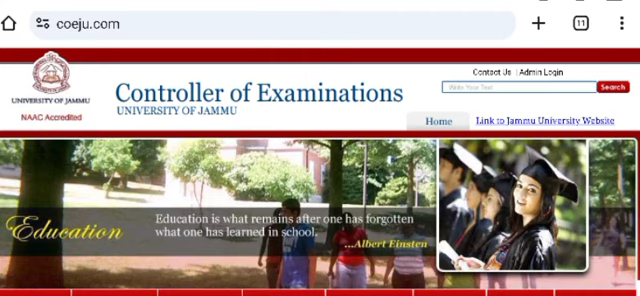 11
coeju.com
11
Contact Us | Admin Login
Write Your Text
Search
UNIVERSITY OF JAMMU
NAAC Accredited
Controller of Examinations
UNIVERSITY OF JAMMU
Home
Link to Jammu University Website
Education
Education is what remains after one has forgotten
what one has learned in school.
...Albert Einsten